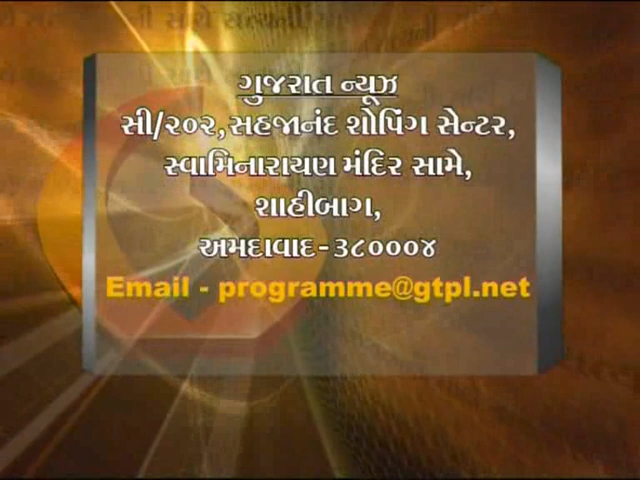 ગુજરાત ન્યૂઝ
સી/૨૦૨,સહજાનંદ શોપિંગ સેન્ટર,
સ્વામિનારાયણ મંદિર સામે,
શાહીબાગ,
અમદાવાદ-૩૮૦૦૦૪
Email - programme@gtpl.net